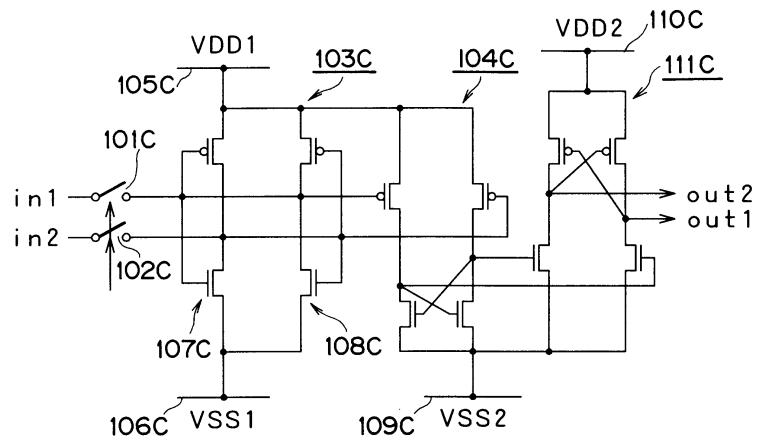 VDD1
105C
103C
104C
VDD2
110C
111C
101C
in1
in2
102C
out2
out1
107C
108C
106C
VSS1
109C
VSS2